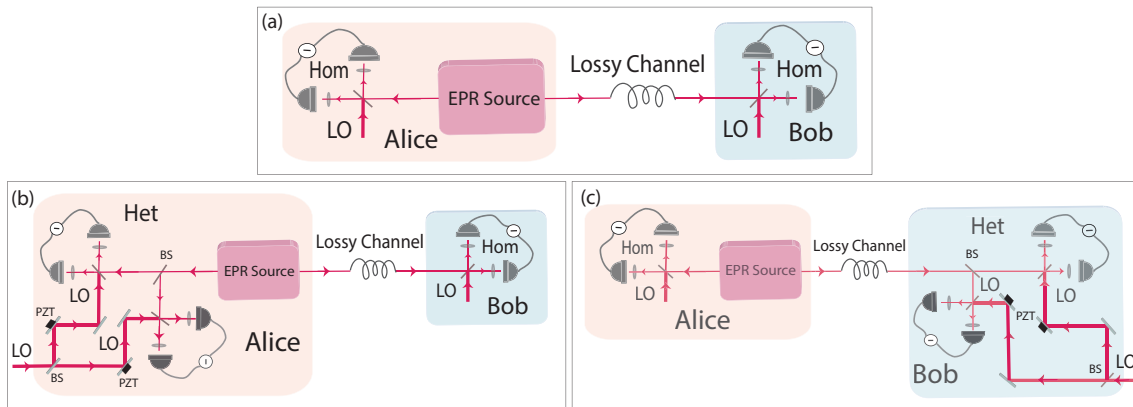 (a)
Hom
LO
Alice
EPR Source
Lossy Channel
Hom
LO
Bob
(b)
Het
BS
LO
PZT
LO
LO
BS
PZT
Alice
EPR Source
Lossy Channel
Hom
LO
Bob
(c)
Hom
LO
Alice
EPR Source
Lossy Channel
Het
BS
LO
LO
PZT
Bob
BS
LO